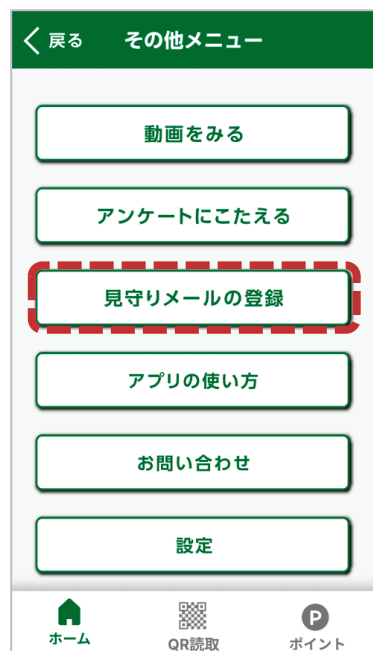 戻る その他メニュー
動画をみる
アンケートにこたえる
見守りメールの登録
アプリの使い方
お問い合わせ
設定
P
ホーム QR読取 ポイント